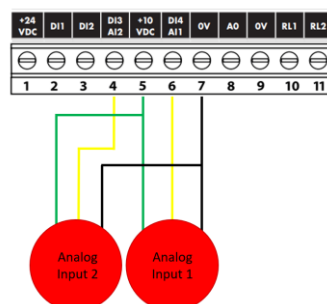 +24 VDC DI1 DI2 DI3 AI2 +10 VDC DI4 AI1 0V A0 0V RL1 RL2
1 2 3 4 5 6 7 8 9 10 11
Analog Input 2
Analog Input 1